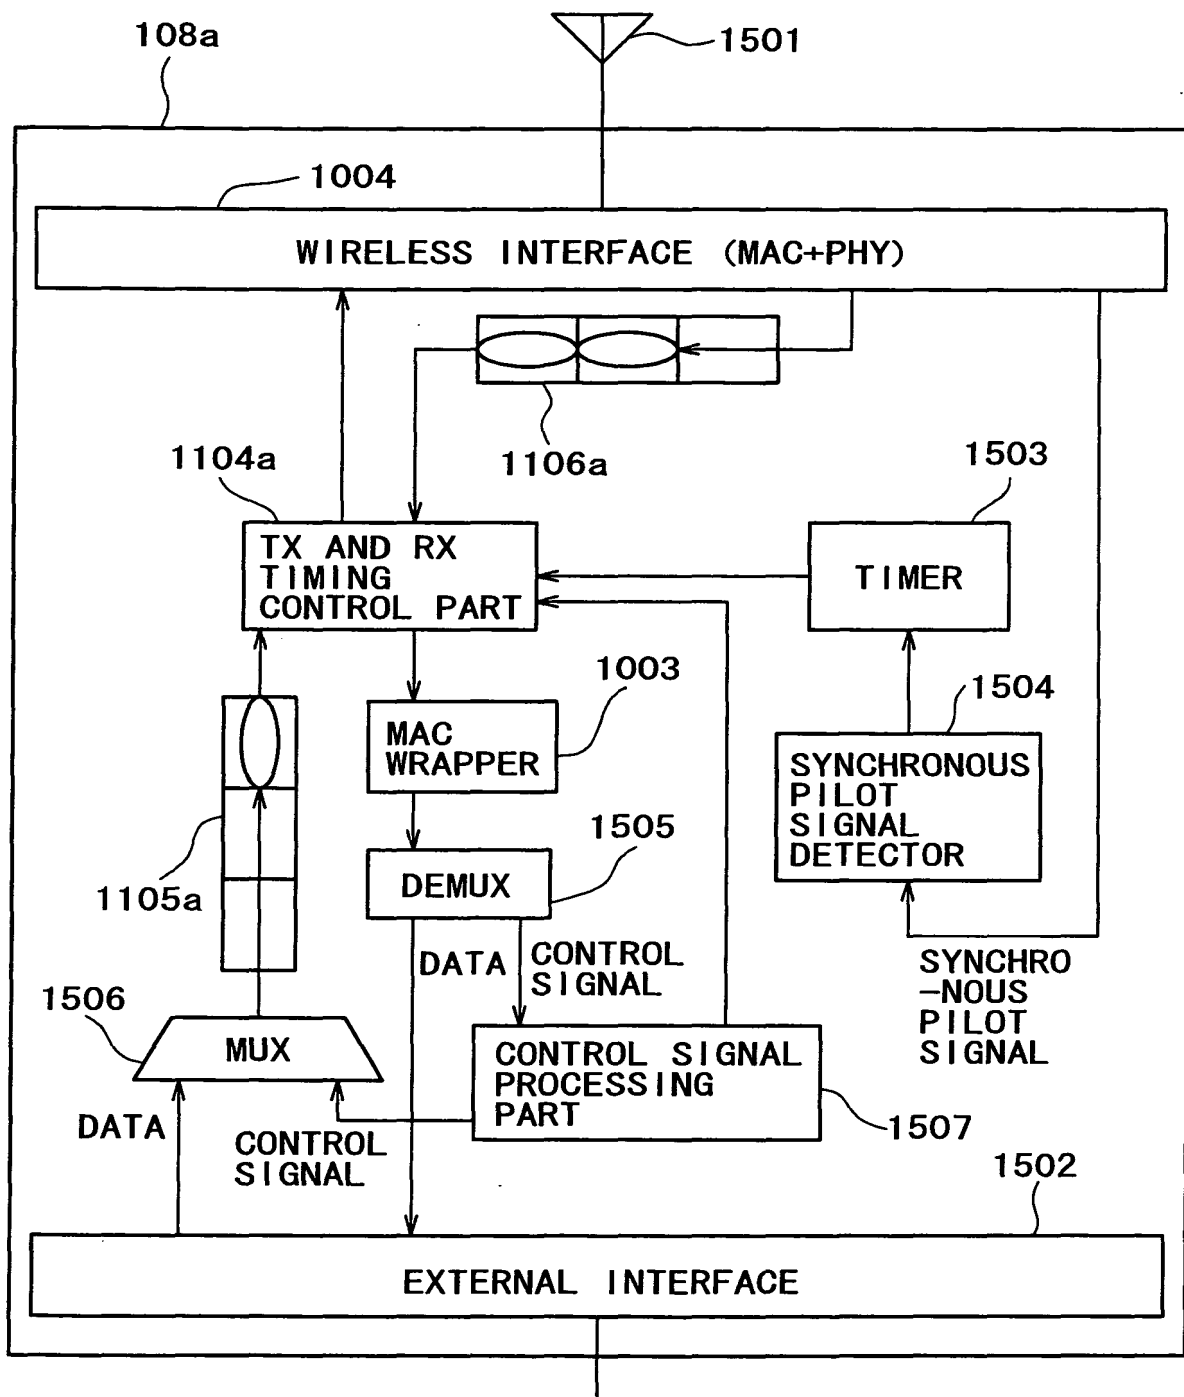 108a
1501
1004
WIRELESS INTERFACE (MAC+PHY)
1106a
1104a
1503
TX AND RX
TIMING
CONTROL PART
TIMER
1003
1504
MAC
WRAPPER
SYNCHRONOUS
PILOT
SIGNAL
DETECTOR
1505
1105a
DEMUX
DATA
CONTROL
SIGNAL
SYNCHRO
-NOUS
PILOT
SIGNAL
1506
MUX
CONTROL SIGNAL
PROCESSING
PART
DATA
CONTROL
SIGNAL
1507
1502
EXTERNAL INTERFACE